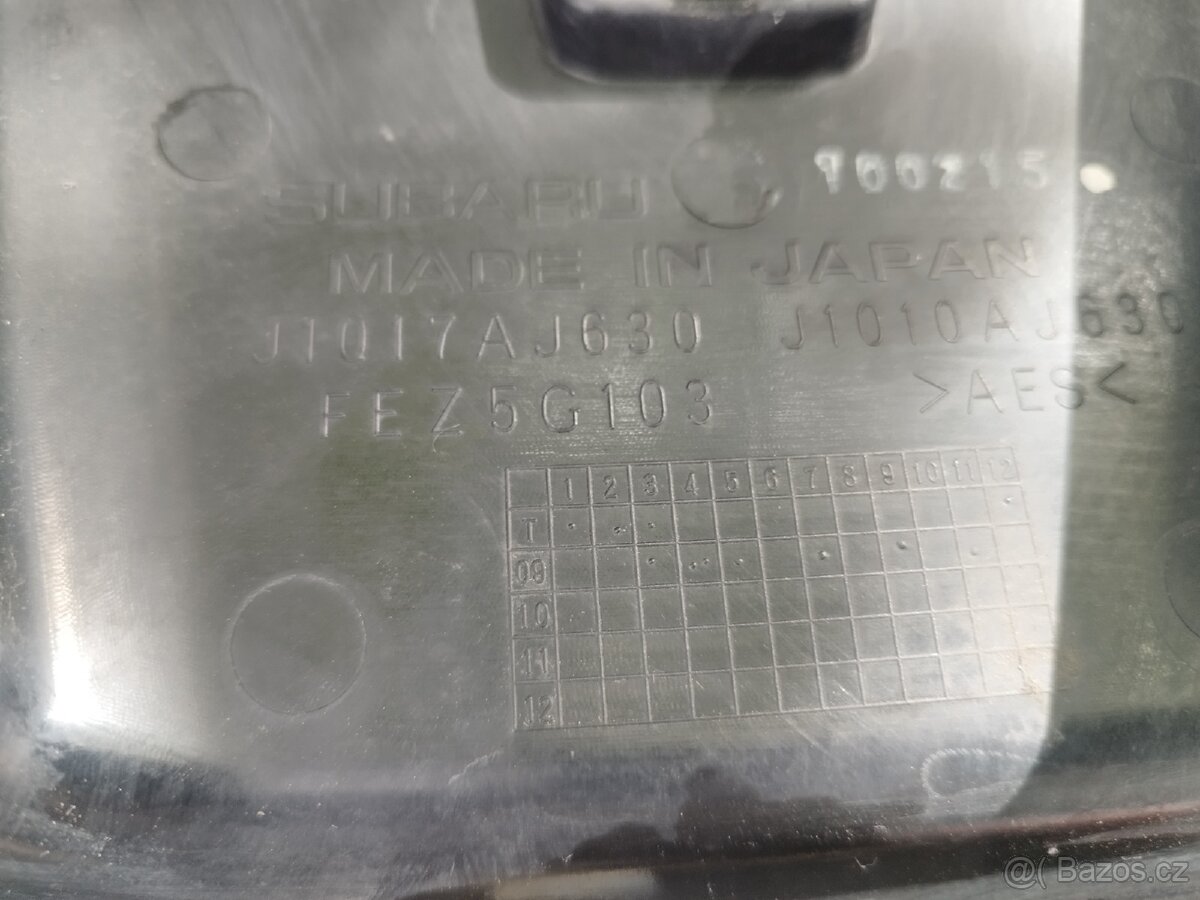 100215
SUBARU
MADE IN JAPAN
J1017AJ630 J1010AJ630
FEZ5G103 >AES<
1 2 3 4 5 6 7 8 9 10 11 12
T
09
10
11
12
@( Bazos.cz